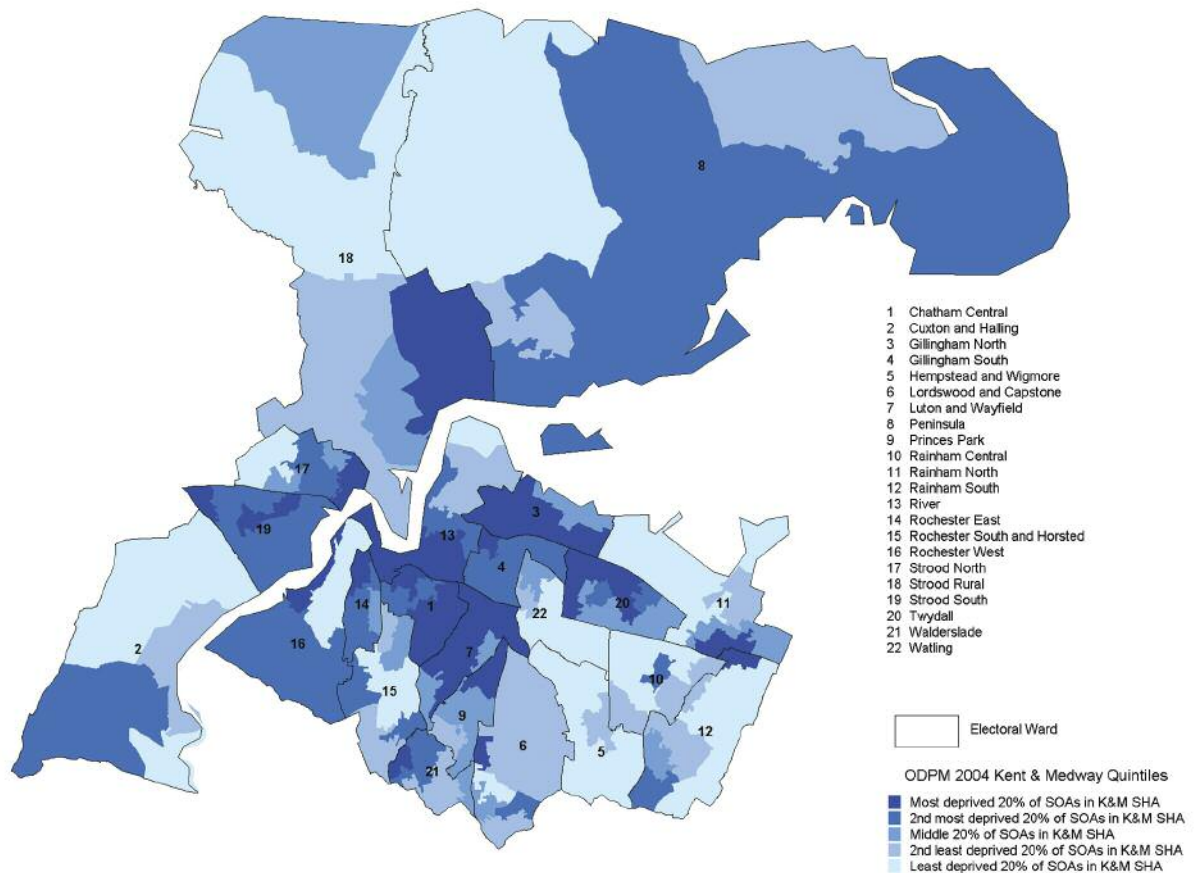 8
18
17
19
3
13
4
20
22
11
14
1
2
16
7
10
15
9
12
6
5
21
1 Chatham Central
2 Cuxton and Halling
3 Gillingham North
4 Gillingham South
5 Hempstead and Wigmore
6 Lordswood and Capstone
7 Luton and Wayfield
8 Peninsula
9 Princes Park
10 Rainham Central
11 Rainham North
12 Rainham South
13 River
14 Rochester East
15 Rochester South and Horsted
16 Rochester West
17 Strood North
18 Strood Rural
19 Strood South
20 Twydall
21 Walderslade
22 Watling
Electoral Ward
ODPM 2004 Kent & Medway Quintiles
Most deprived 20% of SOAs in K&M SHA
2nd most deprived 20% of SOAs in K&M SHA
Middle 20% of SOAs in K&M SHA
2nd least deprived 20% of SOAs in K&M SHA
Least deprived 20% of SOAs in K&M SHA